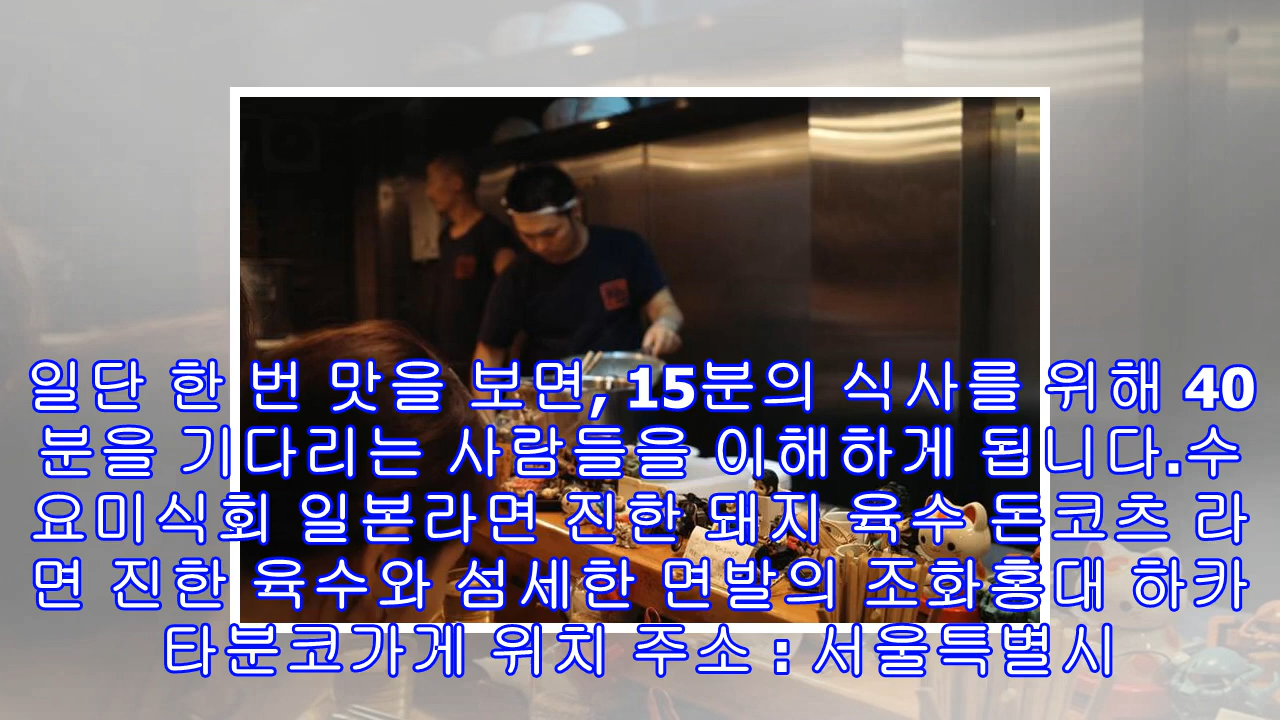 일단 한 번 맛을 보면, 15분의 식사를 위해 40
분을 기다리는 사람들을 이해하게 됩니다.수
요미식회 일본라면 진한 돼지 육수 돈코츠 라
면 진한 육수와 섬세한 면발의 조화홍대 하카
타분코가게 위치 주소 : 서울특별시